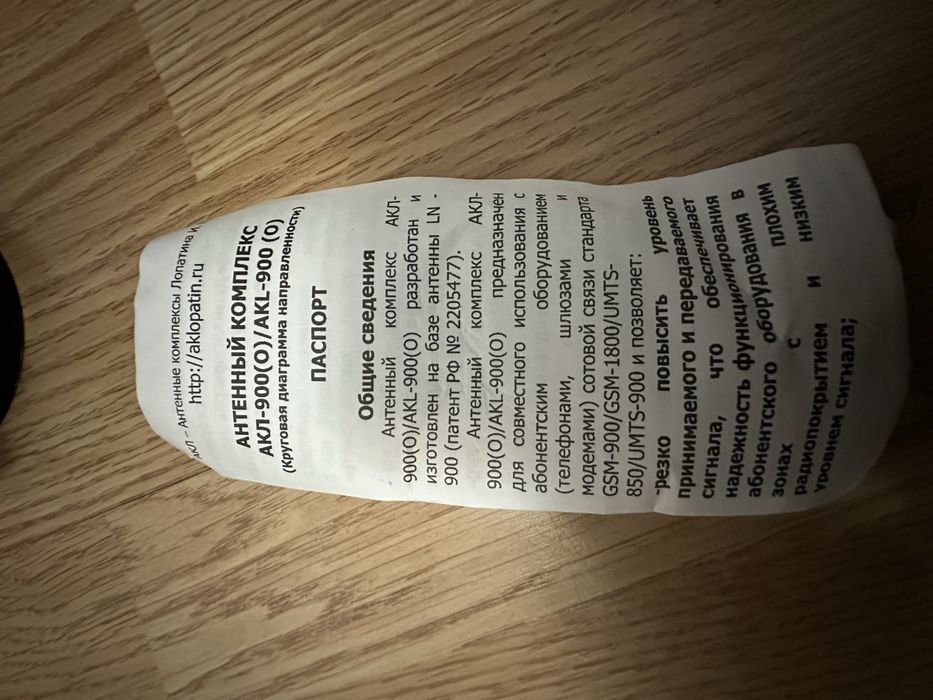 АКЛ – Антенные комплексы Лопатина и
http://aklopatin.ru
АНТЕННЫЙ КОМПЛЕКС
АКЛ-900(О)/AKL-900 (O)
(Круговая диаграмма направленности)
ПАСПОРТ
Общие сведения
Антенный комплекс АКЛ-
900(О)/AKL-900(O) разработан и
изготовлен на базе антенны LN -
900 (патент РФ № 2205477).
Антенный комплекс АКЛ-
900(О)/AKL-900(O) предназначен
для совместного использования с
абонентским оборудованием
(телефонами, шлюзами и
модемами) сотовой связи стандарта
GSM-900/GSM-1800/UMTS-
850/UMTS-900 и позволяет:
-резко повысить уровень
принимаемого и передаваемого
сигнала, что обеспечивает
надежность функционирования
абонентского оборудования в
зонах с плохим
радиопокрытием и низким
уровнем сигнала;